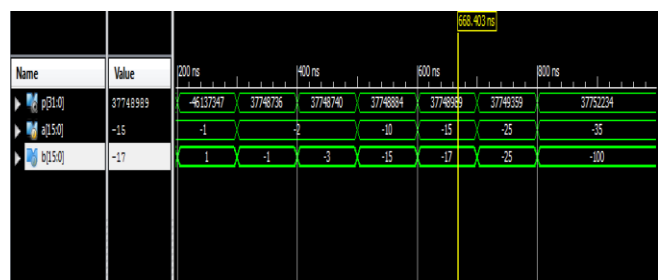 668.403 ns
Name Value 200 ns 400 ns 600 ns 800 ns
p[31:0] 37748989 -46137347 37748736 37748740 37748884 37748989 37749359 37752234
a[15:0] -15 -1 -2 -10 -15 -25 -35
b[15:0] -17 1 -1 -3 -15 -17 -25 -100